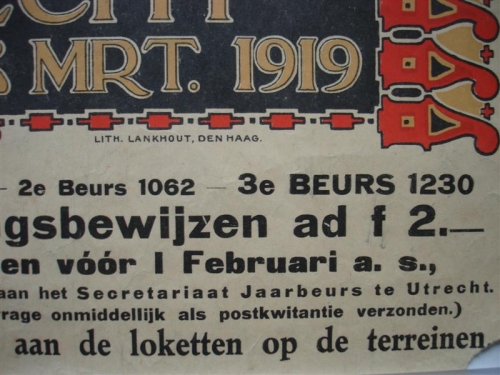 MRT. 1919
LITH. LANKHOUT, DEN HAAG.
— 2e Beurs 1062 — 3e BEURS 1230
gsbewijzen ad f 2.—
en vóór 1 Februari a. s.,
aan het Secretariaat Jaarbeurs te Utrecht.
rage onmiddellijk als postkwitantie verzonden.)
aan de loketten op de terreinen.